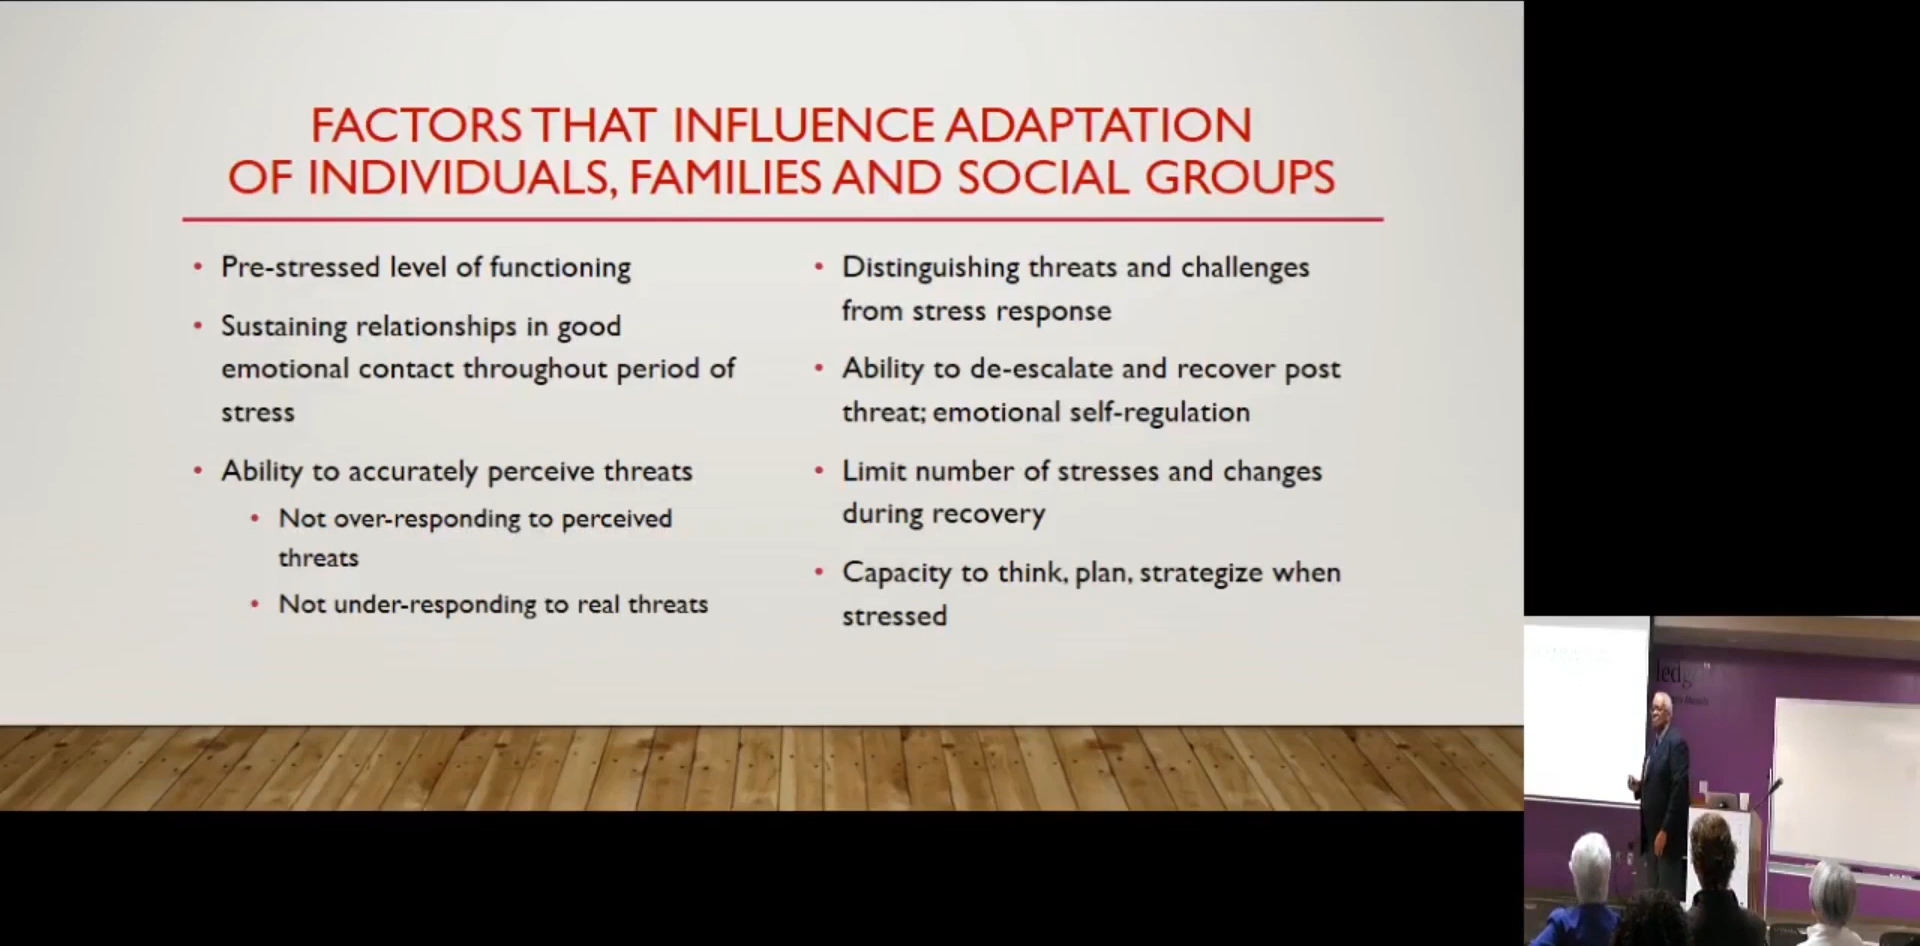 FACTORS THAT INFLUENCE ADAPTATION
OF INDIVIDUALS, FAMILIES AND SOCIAL GROUPS
• Pre-stressed level of functioning
• Sustaining relationships in good
emotional contact throughout period of
stress
• Ability to accurately perceive threats
• Not over-responding to perceived
threats
• Not under-responding to real threats
• Distinguishing threats and challenges
from stress response
• Ability to de-escalate and recover post
threat; emotional self-regulation
• Limit number of stresses and changes
during recovery
• Capacity to think, plan, strategize when
stressed